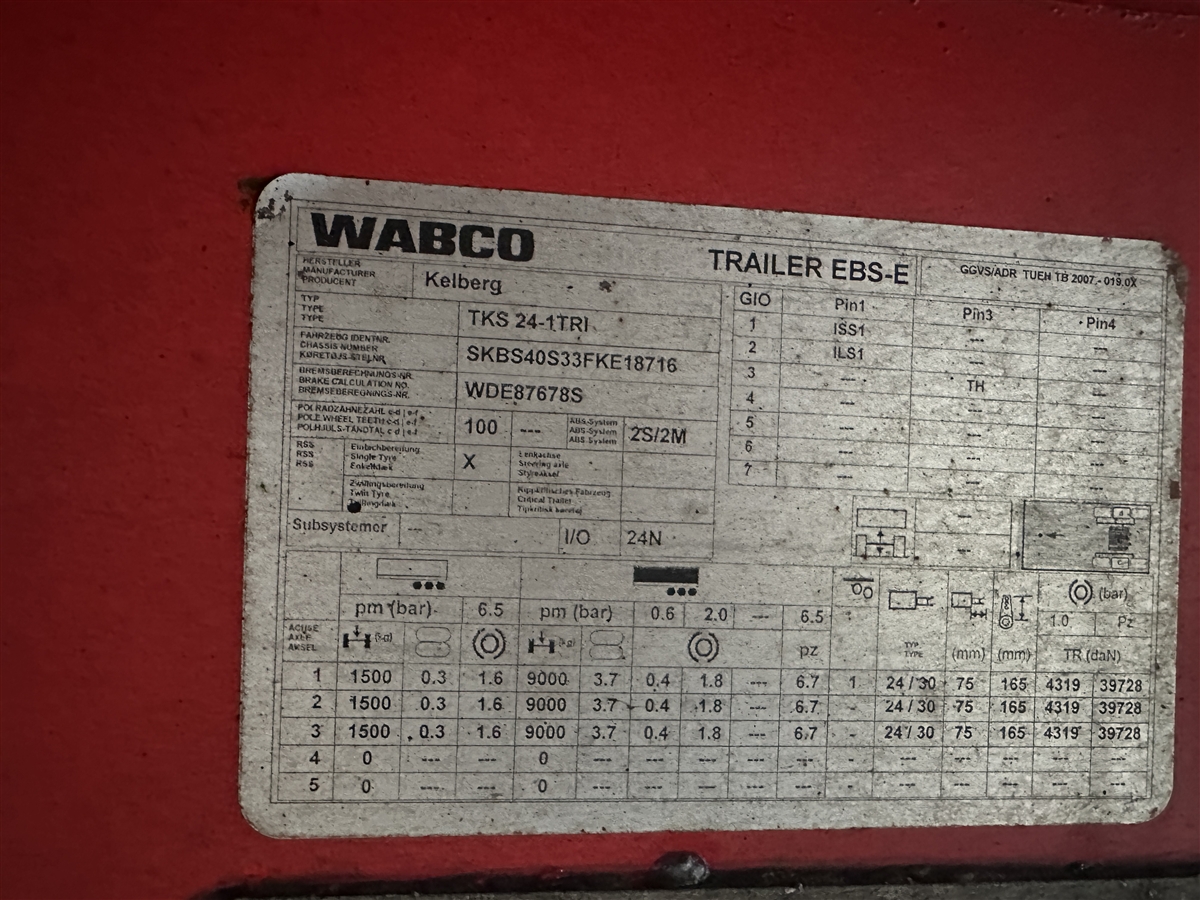 WABCO
TRAILER EBS-E
GGVS/ADR TUEH TB 2007 - 019.0X
HERSTELLER
MANUFACTURER
PRODUCENT
Kelberg
TYP
TYPE
TYPE
TKS 24-1TRI
FAHRZEUG IDENTNR.
CHASSIS NUMBER
KØRETØJS-STELNR
SKBS40S33FKE18716
BREMSBERECHNUNGS-NR.
BRAKE CALCULATION NO.
BREMSEBEREGNINGS-NR.
WDE87678S
POLRADZÄHNEZAHL c-d | e-f
POLE WHEEL TEETH c-d | e-f
POLHJULS-TANDTAL c-d | e-f
100 ---
ABS-System
ABS-System
ABS-System
2S/2M
RSS
RSS
RSS
Einfachbereifung
Single Tyre
Enkeltdæk
X
Lenkachse
Steering axle
Styreaksel
Zwillingsbereifung
Twin Tyre
Tvillingdæk
Kippkritisches Fahrzeug
Critical Trailer
Tipkritisk køretøj
Subsystemer --- I/O 24N
GIO Pin1 Pin3 Pin4
1 ISS1 --- ---
2 ILS1 --- ---
3 --- TH ---
4 --- --- ---
5 --- --- ---
6 --- --- ---
7 --- --- ---
---
---
pm (bar) 6.5 pm (bar) 0.6 2.0 --- 6.5 (bar)
1.0 Pz
ACHSE
AXLE
AKSEL
pz
TYP
TYPE
(mm) (mm) TR (daN)
1 1500 0.3 1.6 9000 3.7 0.4 1.8 --- 6.7 1 24 / 30 75 165 4319 39728
2 1500 0.3 1.6 9000 3.7 0.4 1.8 --- 6.7 - 24 / 30 75 165 4319 39728
3 1500 0.3 1.6 9000 3.7 0.4 1.8 --- 6.7 - 24 / 30 75 165 4319 39728
4 0 --- --- 0 --- --- --- --- --- - --- --- --- --- ---
5 0 --- --- 0 --- --- --- --- --- - --- --- --- --- ---